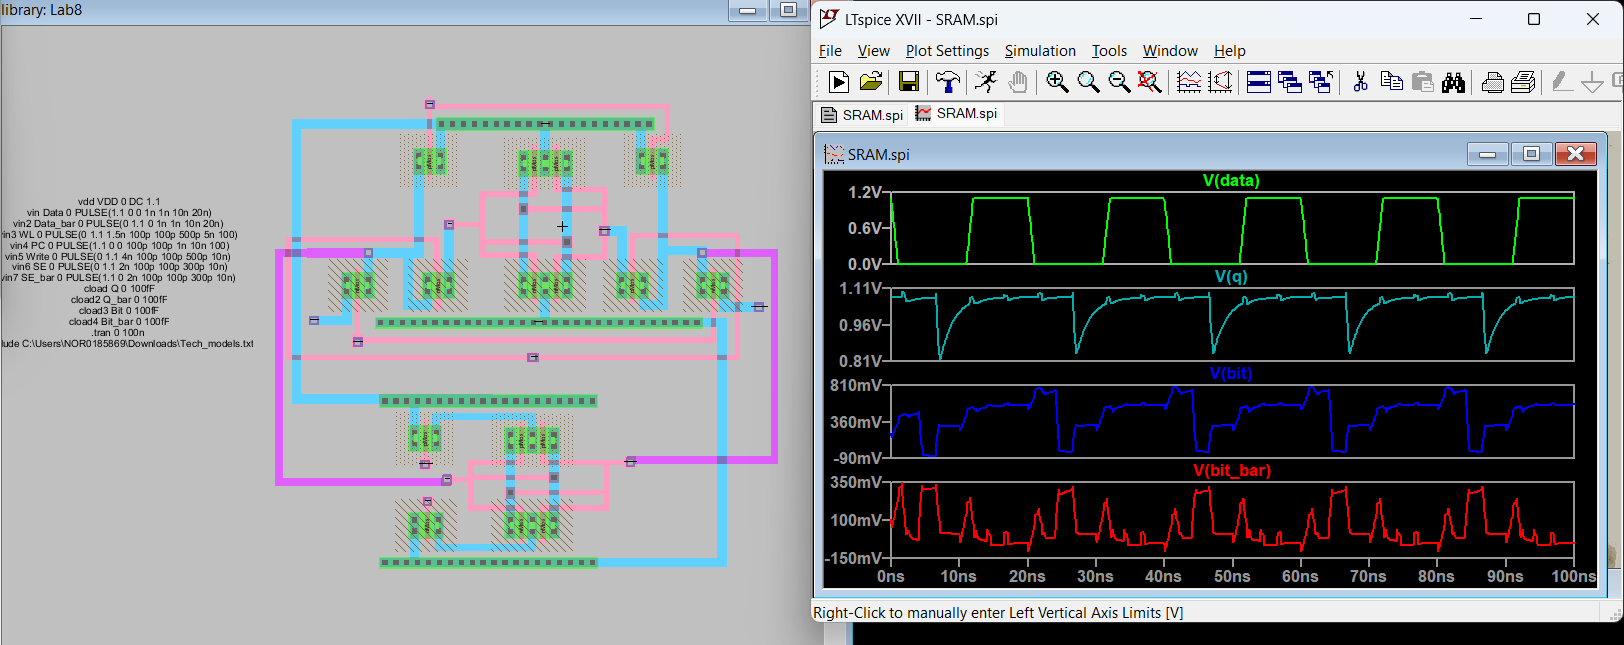 library: Lab8
vdd VDD 0 DC 1.1
vin Data 0 PULSE(1.1 0 0 1n 1n 10n 20n)
vin2 Data_bar 0 PULSE(0 1.1 0 1n 1n 10n 20n)
vin3 WL 0 PULSE(0 1.1 1.5n 100p 100p 500p 5n 100)
vin4 PC 0 PULSE(1.1 0 0 100p 100p 1n 10n 100)
vin5 Write 0 PULSE(0 1.1 4n 100p 100p 500p 10n)
vin6 SE 0 PULSE(0 1.1 2n 100p 100p 300p 10n)
vin7 SE_bar 0 PULSE(1.1 0 2n 100p 100p 300p 10n)
cload Q 0 100fF
cload2 Q_bar 0 100fF
cload3 Bit 0 100fF
cload4 Bit_bar 0 100fF
.tran 0 100n
lude C:\Users\NOR0185869\Downloads\Tech_models.txt
LTspice XVII - SRAM.spi
File View Plot Settings Simulation Tools Window Help
SRAM.spi SRAM.spi
SRAM.spi
V(data)
1.2V
0.6V
0.0V
V(q)
1.11V
0.96V
0.81V
V(bit)
810mV
360mV
-90mV
V(bit_bar)
350mV
100mV
-150mV
0ns 10ns 20ns 30ns 40ns 50ns 60ns 70ns 80ns 90ns 100ns
Right-Click to manually enter Left Vertical Axis Limits [V]